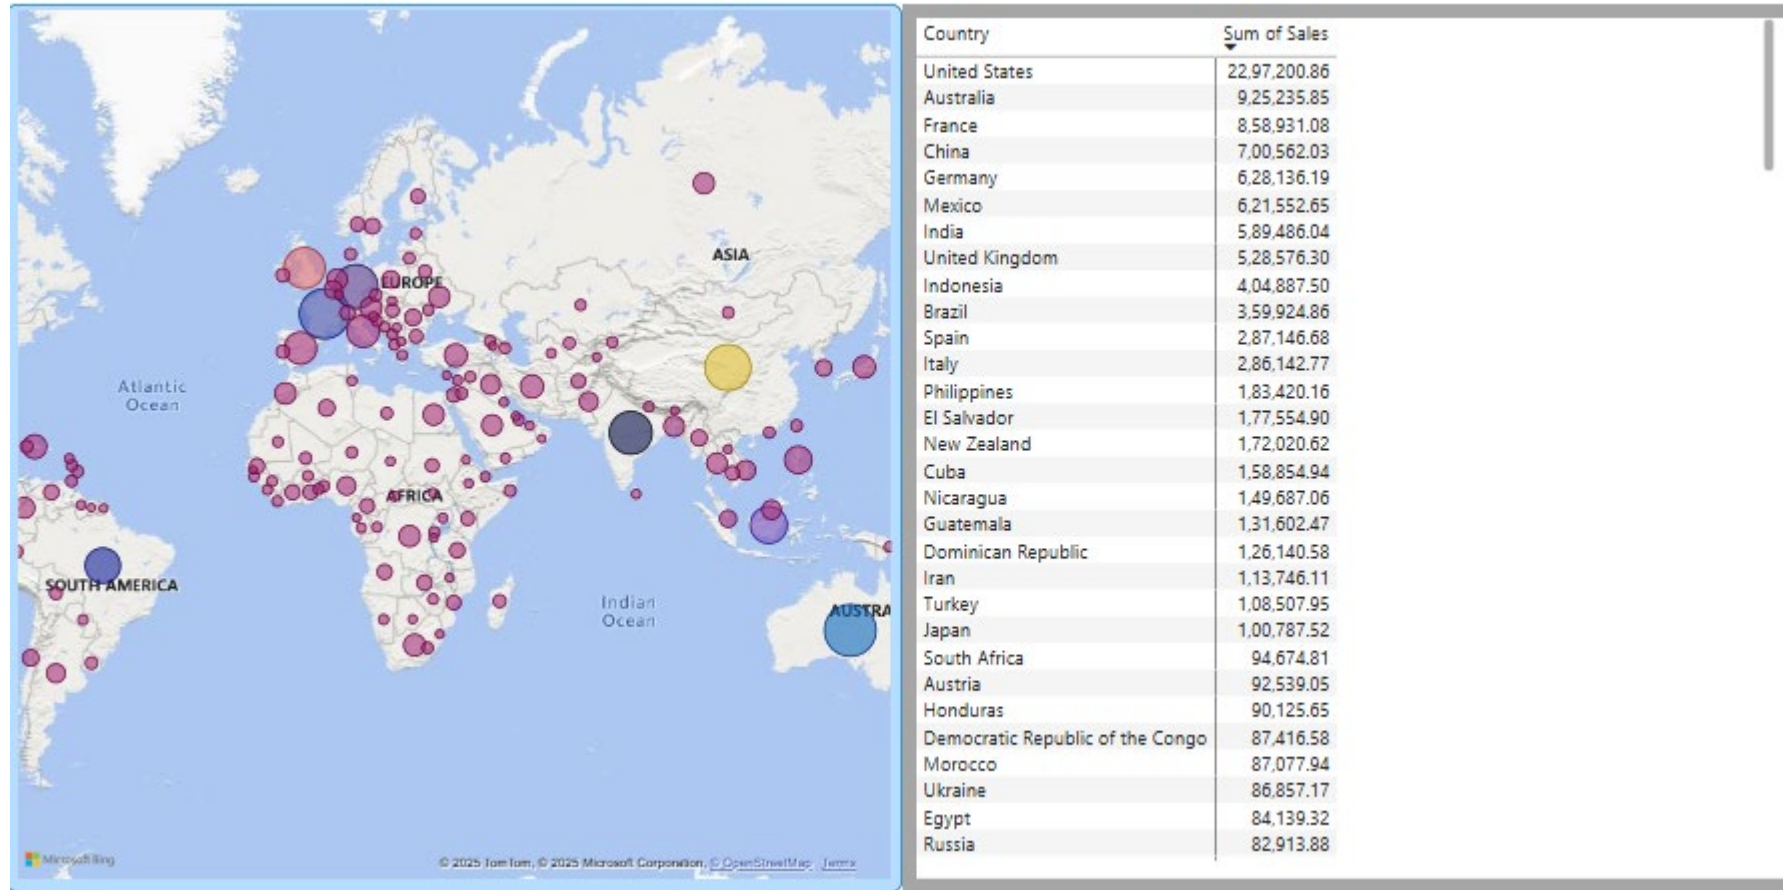 ASIA
EUROPE
Atlantic
Ocean
AFRICA
SOUTH AMERICA
Indian
Ocean
AUSTRA
Microsoft Bing
© 2025 TomTom, © 2025 Microsoft Corporation, © OpenStreetMap Terms
Country Sum of Sales
United States 22,97,200.86
Australia 9,25,235.85
France 8,58,931.08
China 7,00,562.03
Germany 6,28,136.19
Mexico 6,21,552.65
India 5,89,486.04
United Kingdom 5,28,576.30
Indonesia 4,04,887.50
Brazil 3,59,924.86
Spain 2,87,146.68
Italy 2,86,142.77
Philippines 1,83,420.16
El Salvador 1,77,554.90
New Zealand 1,72,020.62
Cuba 1,58,854.94
Nicaragua 1,49,687.06
Guatemala 1,31,602.47
Dominican Republic 1,26,140.58
Iran 1,13,746.11
Turkey 1,08,507.95
Japan 1,00,787.52
South Africa 94,674.81
Austria 92,539.05
Honduras 90,125.65
Democratic Republic of the Congo 87,416.58
Morocco 87,077.94
Ukraine 86,857.17
Egypt 84,139.32
Russia 82,913.88